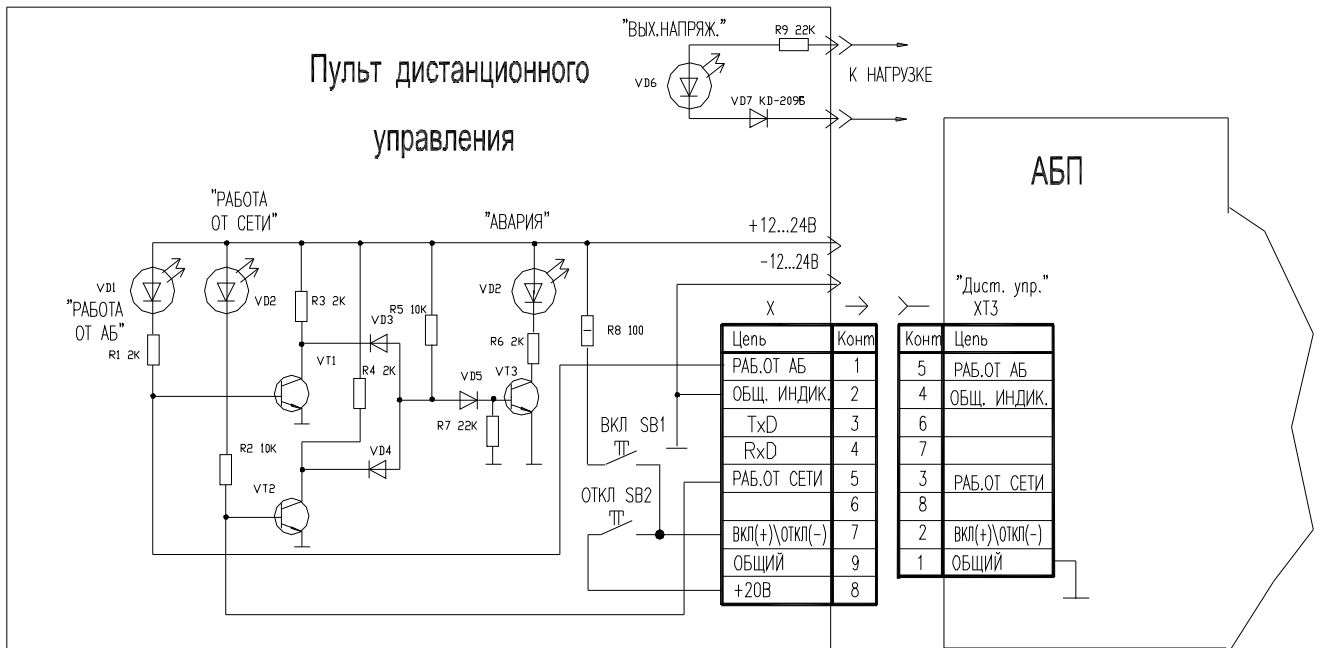 "ВЫХ.НАПРЯЖ."
R9 22К
Пульт дистанционного
управления
VD6
К НАГРУЗКЕ
VD7 KD-209Б
АБП
"РАБОТА
ОТ СЕТИ"
"АВАРИЯ"
+12...24В
-12...24В
VD1
VD2
R3 2К
R5 10К
VD3
VD2
"РАБОТА
ОТ АБ"
R1 2К
VT1
R4 2К
R6 2К
R8 100
VD5
VT3
R7 22К
R2 10К
VD4
VT2
ВКЛ SB1
ОТКЛ SB2
X
Цепь Конт
РАБ.ОТ АБ 1
ОБЩ. ИНДИК. 2
TxD 3
RxD 4
РАБ.ОТ СЕТИ 5
6
ВКЛ(+)\ОТКЛ(-) 7
ОБЩИЙ 9
+20В 8
"Дист. упр."
XT3
Конт Цепь
5 РАБ.ОТ АБ
4 ОБЩ. ИНДИК.
6
7
3 РАБ.ОТ СЕТИ
8
2 ВКЛ(+)\ОТКЛ(-)
1 ОБЩИЙ